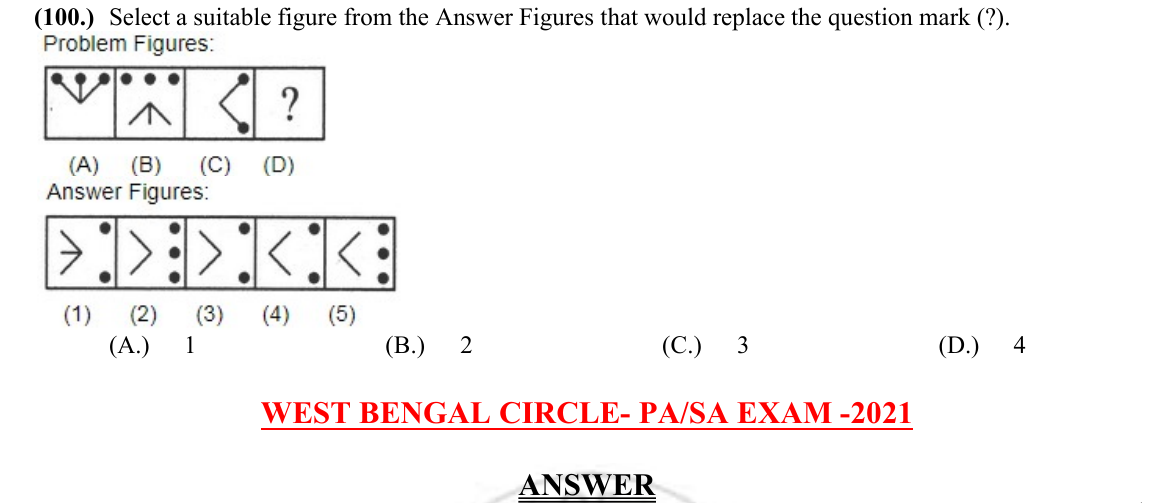 (100.) Select a suitable figure from the Answer Figures that would replace the question mark (?).
Problem Figures:
?
(A) (B) (C) (D)
Answer Figures:
(1) (2) (3) (4) (5)
(A.) 1 (B.) 2 (C.) 3 (D.) 4
WEST BENGAL CIRCLE- PA/SA EXAM -2021
ANSWER